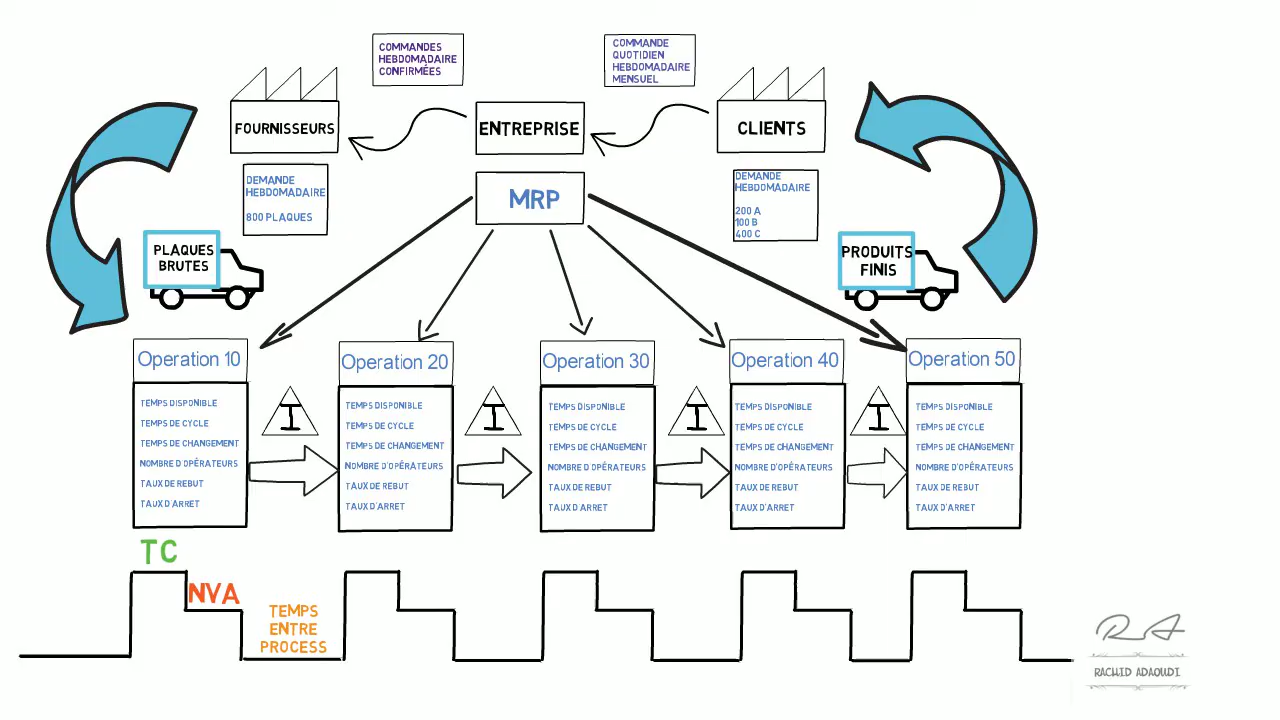 COMMANDES
HEBDOMADAIRE
CONFIRMÉES
COMMANDE
QUOTIDIEN
HEBDOMADAIRE
MENSUEL
FOURNISSEURS
ENTREPRISE
CLIENTS
DEMANDE
HEBDOMADAIRE
800 PLAQUES
MRP
DEMANDE
HEBDOMADAIRE
200 A
100 B
400 C
PLAQUES
BRUTES
PRODUITS
FINIS
Operation 10
TEMPS DISPONIBLE
TEMPS DE CYCLE
TEMPS DE CHANGEMENT
NOMBRE D'OPÉRATEURS
TAUX DE REBUT
TAUX D'ARRET
I
Operation 20
TEMPS DISPONIBLE
TEMPS DE CYCLE
TEMPS DE CHANGEMENT
NOMBRE D'OPÉRATEURS
TAUX DE REBUT
TAUX D'ARRET
I
Operation 30
TEMPS DISPONIBLE
TEMPS DE CYCLE
TEMPS DE CHANGEMENT
NOMBRE D'OPÉRATEURS
TAUX DE REBUT
TAUX D'ARRET
I
Operation 40
TEMPS DISPONIBLE
TEMPS DE CYCLE
TEMPS DE CHANGEMENT
NOMBRE D'OPÉRATEURS
TAUX DE REBUT
TAUX D'ARRET
I
Operation 50
TEMPS DISPONIBLE
TEMPS DE CYCLE
TEMPS DE CHANGEMENT
NOMBRE D'OPÉRATEURS
TAUX DE REBUT
TAUX D'ARRET
TC
NVA
TEMPS
ENTRE
PROCESS
RA
RACHID ADAOUDI